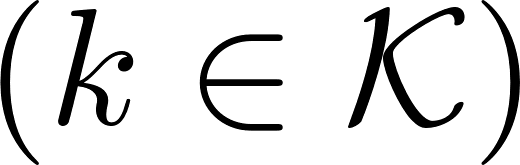 (k ∈ 𝒦)